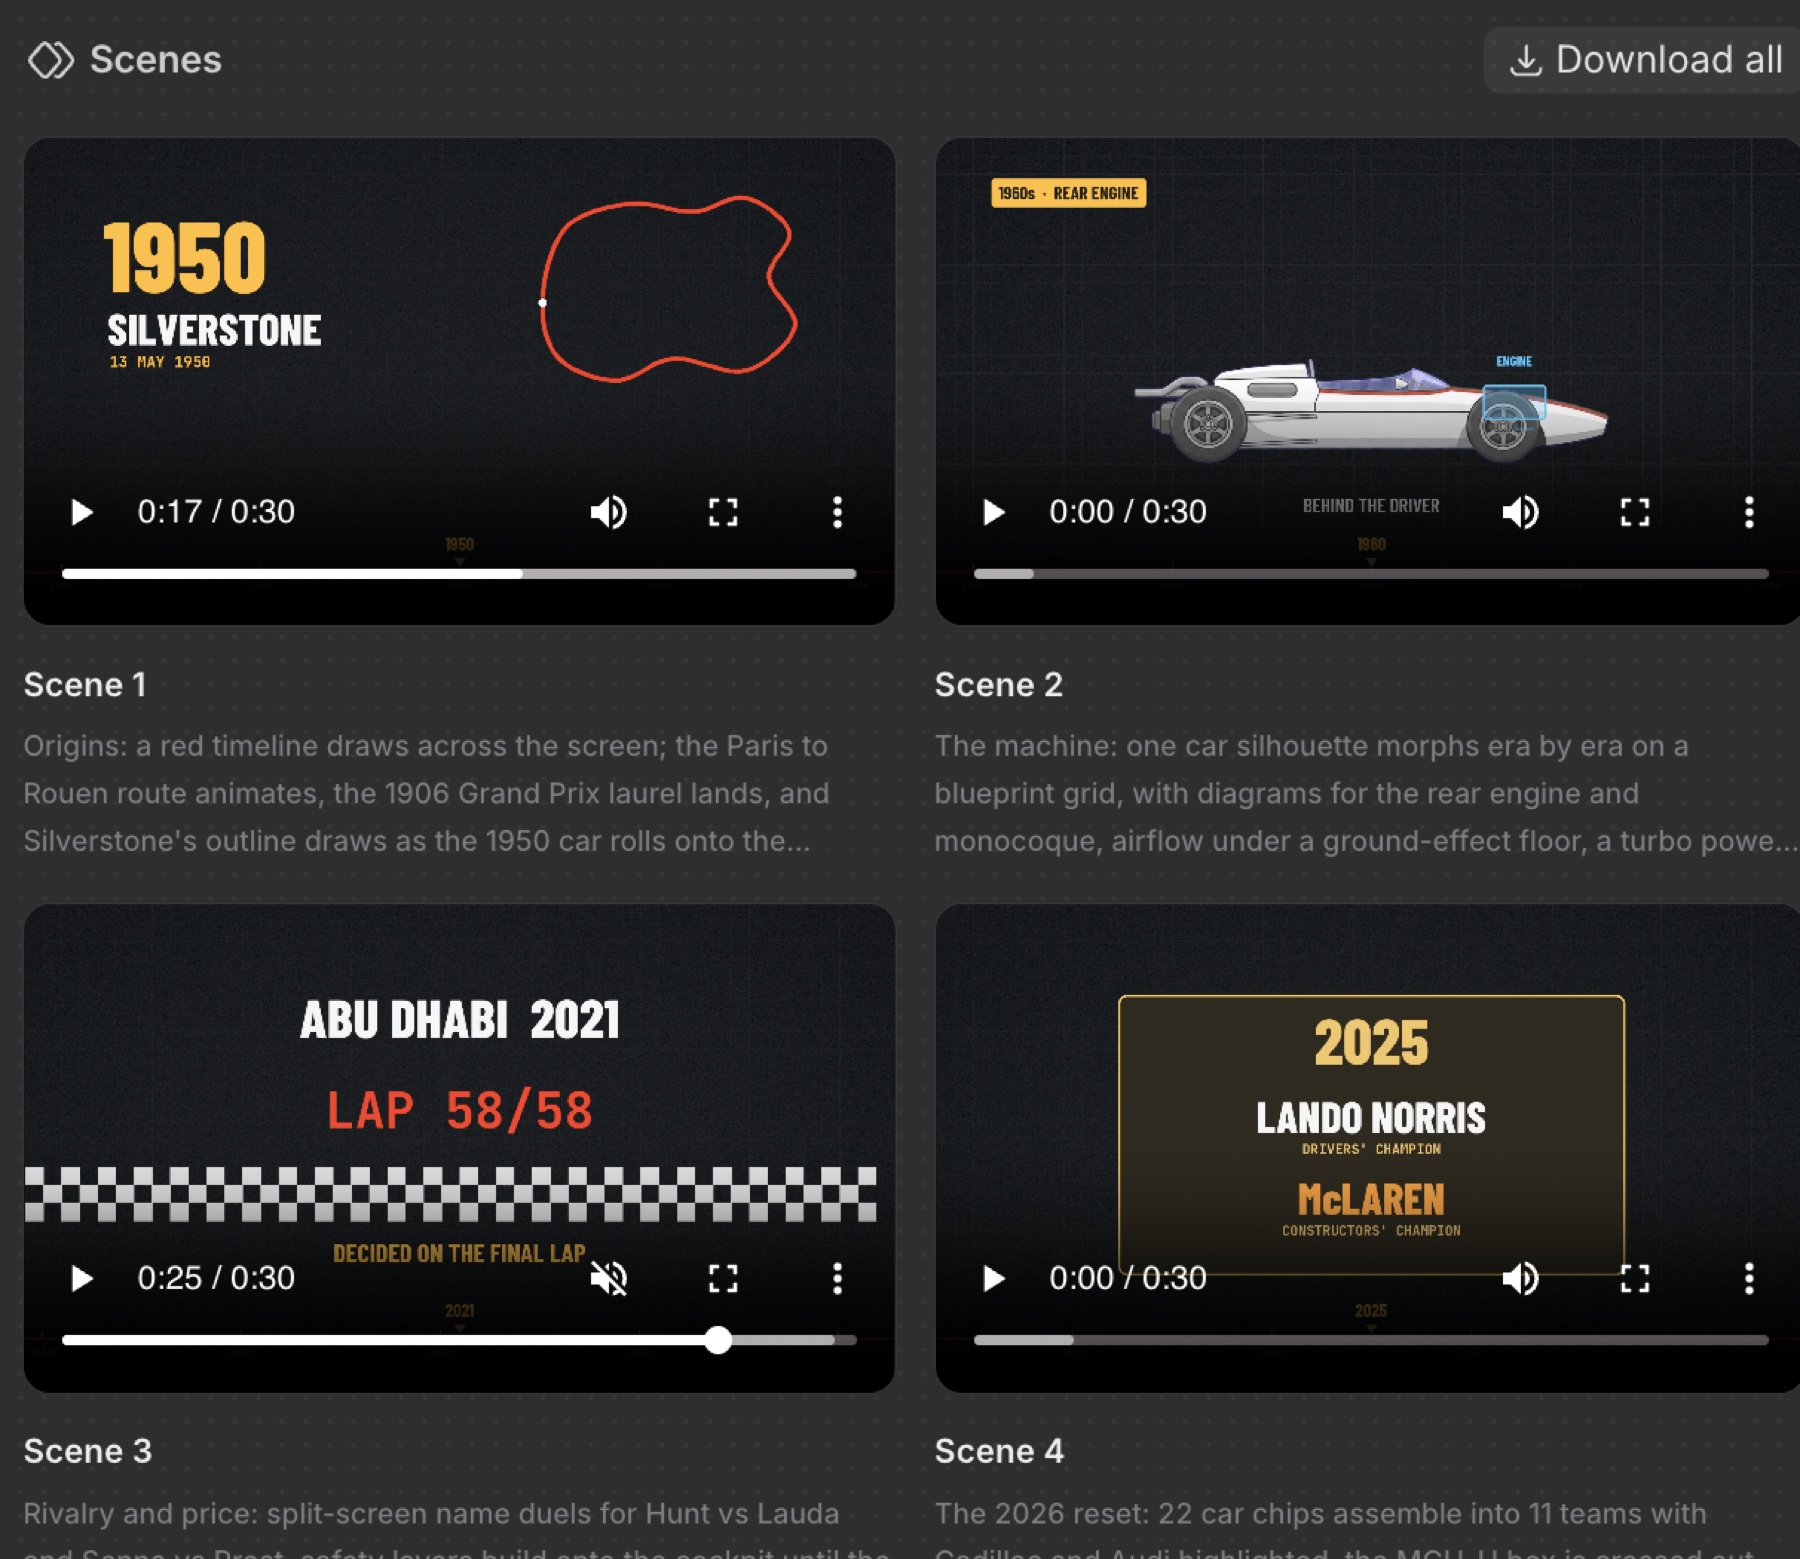 Scenes
Download all
1950
SILVERSTONE
13 MAY 1950
0:17 / 0:30
1950
1960s · REAR ENGINE
ENGINE
BEHIND THE DRIVER
0:00 / 0:30
1960
Scene 1
Origins: a red timeline draws across the screen; the Paris to
Rouen route animates, the 1906 Grand Prix laurel lands, and
Silverstone's outline draws as the 1950 car rolls onto the...
Scene 2
The machine: one car silhouette morphs era by era on a
blueprint grid, with diagrams for the rear engine and
monocoque, airflow under a ground-effect floor, a turbo powe...
ABU DHABI 2021
LAP 58/58
DECIDED ON THE FINAL LAP
0:25 / 0:30
2021
2025
LANDO NORRIS
DRIVERS' CHAMPION
McLAREN
CONSTRUCTORS' CHAMPION
0:00 / 0:30
2025
Scene 3
Rivalry and price: split-screen name duels for Hunt vs Lauda
Scene 4
The 2026 reset: 22 car chips assemble into 11 teams with